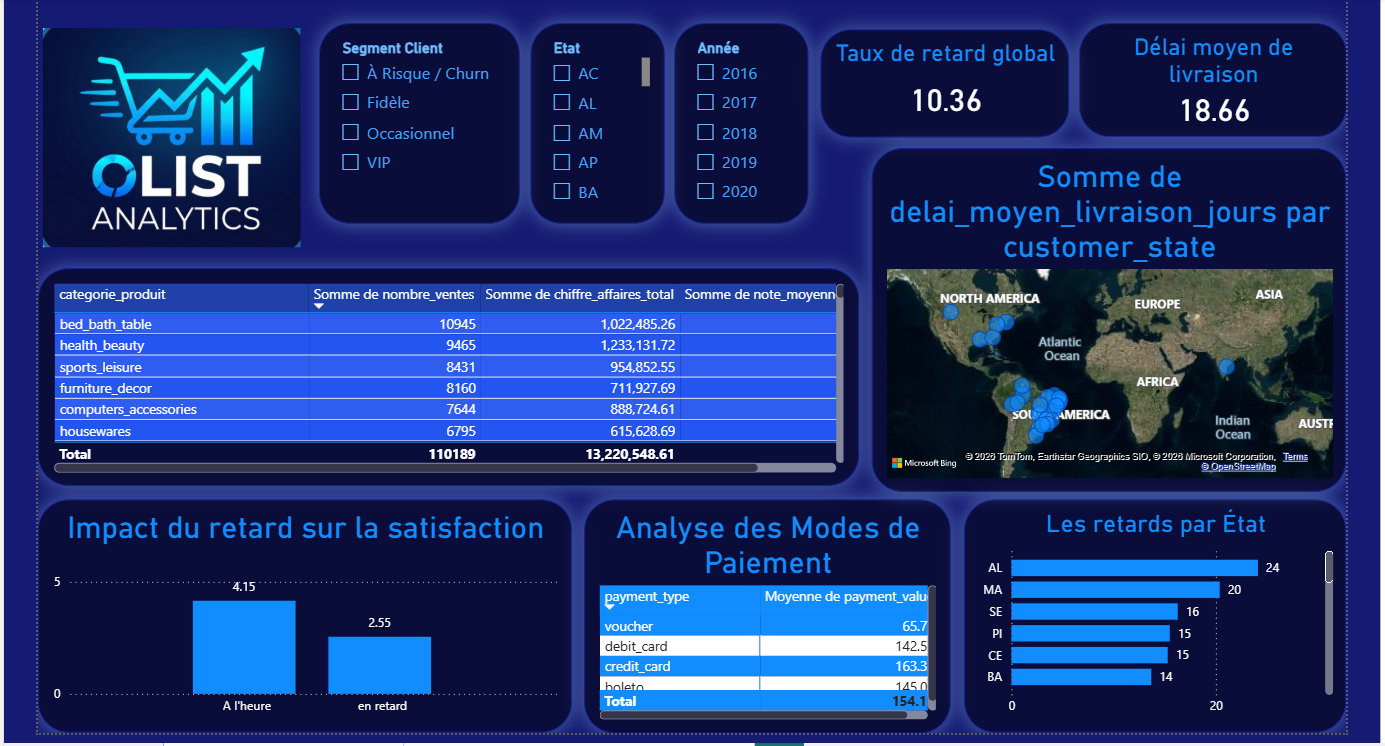 OLIST
ANALYTICS
Segment Client
À Risque / Churn
Fidèle
Occasionnel
VIP
Etat
AC
AL
AM
AP
BA
Année
2016
2017
2018
2019
2020
Taux de retard global
10.36
Délai moyen de
livraison
18.66
Somme de
delai_moyen_livraison_jours par
customer_state
NORTH AMERICA
EUROPE
ASIA
Atlantic
Ocean
AFRICA
SOUTH AMERICA
Indian
Ocean
AUSTR
Microsoft Bing
© 2026 TomTom, Earthstar Geographics SIO, © 2026 Microsoft Corporation, Terms
© OpenStreetMap
categorie_produit Somme de nombre_ventes Somme de chiffre_affaires_total Somme de note_moyenn
bed_bath_table 10945 1,022,485.26
health_beauty 9465 1,233,131.72
sports_leisure 8431 954,852.55
furniture_decor 8160 711,927.69
computers_accessories 7644 888,724.61
housewares 6795 615,628.69
Total 110189 13,220,548.61
Impact du retard sur la satisfaction
5
4.15
2.55
0
A l'heure en retard
Analyse des Modes de
Paiement
payment_type Moyenne de payment_valu
voucher 65.7
debit_card 142.5
credit_card 163.3
boleto 145.0
Total 154.1
Les retards par État
AL 24
MA 20
SE 16
PI 15
CE 15
BA 14
0 20